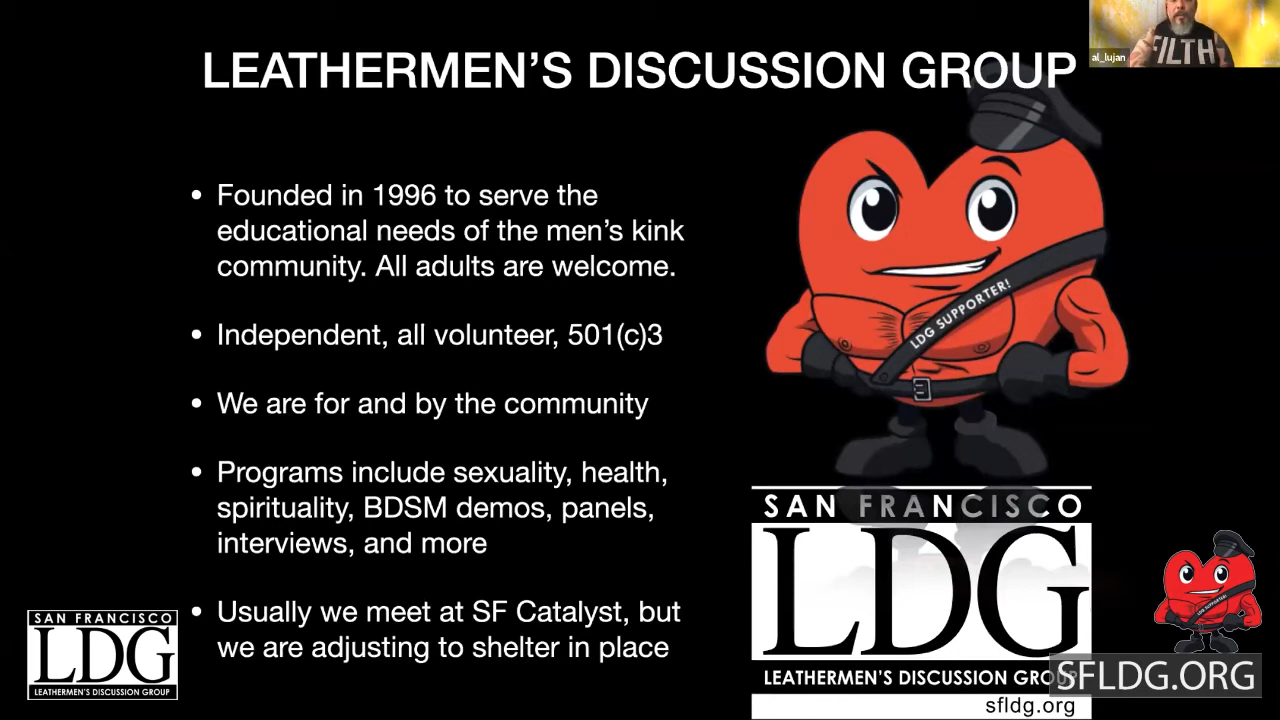 LEATHERMEN'S DISCUSSION GROUP
al_lujan
FILTH
• Founded in 1996 to serve the
educational needs of the men's kink
community. All adults are welcome.
• Independent, all volunteer, 501(c)3
• We are for and by the community
• Programs include sexuality, health,
spirituality, BDSM demos, panels,
interviews, and more
• Usually we meet at SF Catalyst, but
we are adjusting to shelter in place
LDG SUPPORTER!
SAN FRANCISCO
LDG
LEATHERMEN'S DISCUSSION GROUP
sfldg.org
SAN FRANCISCO
LDG
LEATHERMEN'S DISCUSSION GROUP
LDG SUPPORTER!
SFLDG.ORG